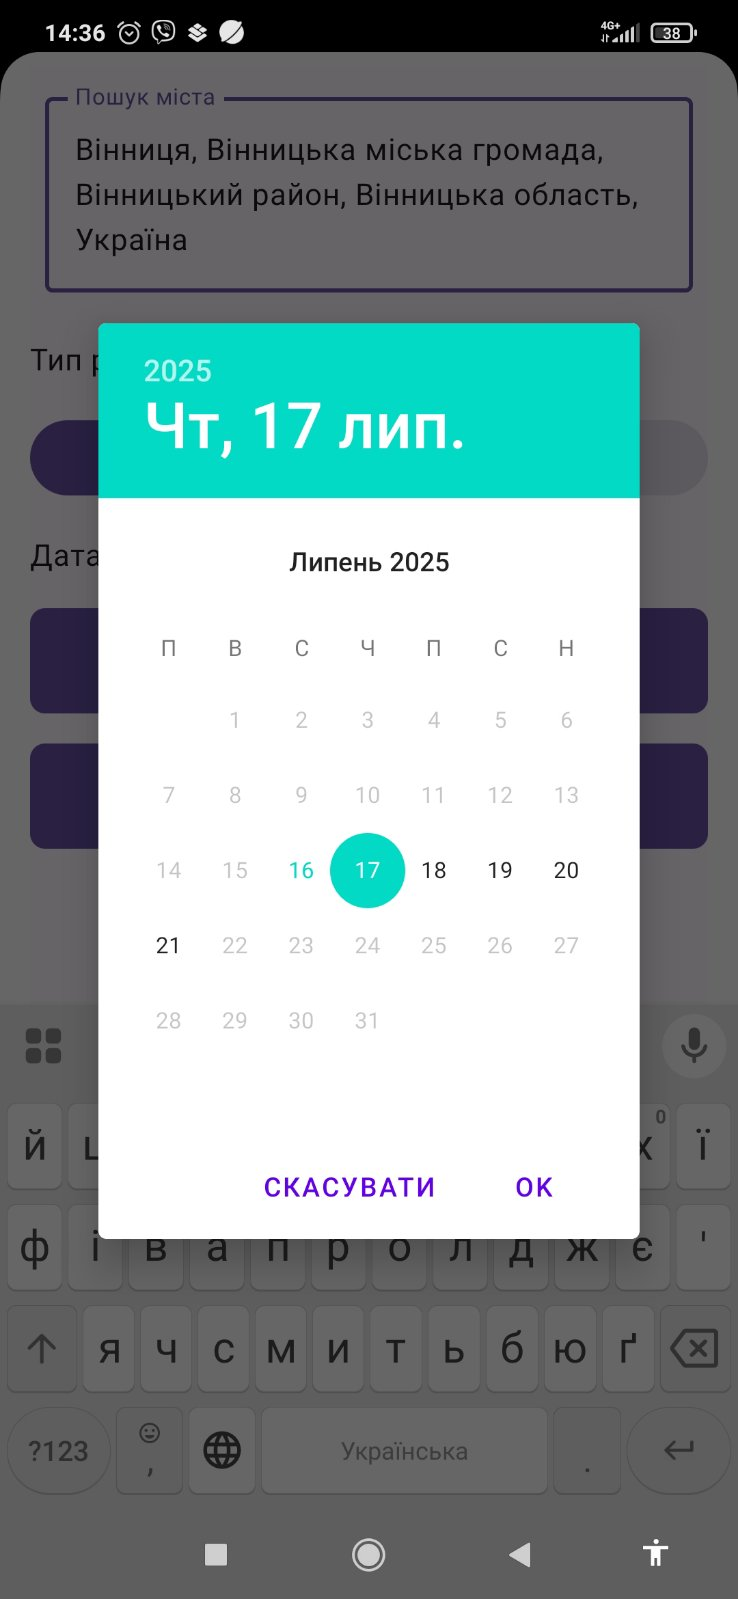 14:36
4G+
38
Пошук міста
Вінниця, Вінницька міська громада,
Вінницький район, Вінницька область,
Україна
Тип
2025
Чт, 17 лип.
Дата
Липень 2025
П В С Ч П С Н
1 2 3 4 5 6
7 8 9 10 11 12 13
14 15 16 17 18 19 20
21 22 23 24 25 26 27
28 29 30 31
0
й х ї
СКАСУВАТИ OK
ф і в а п р о л д ж є '
я ч с м и т ь б ю ґ
?123 , Українська .